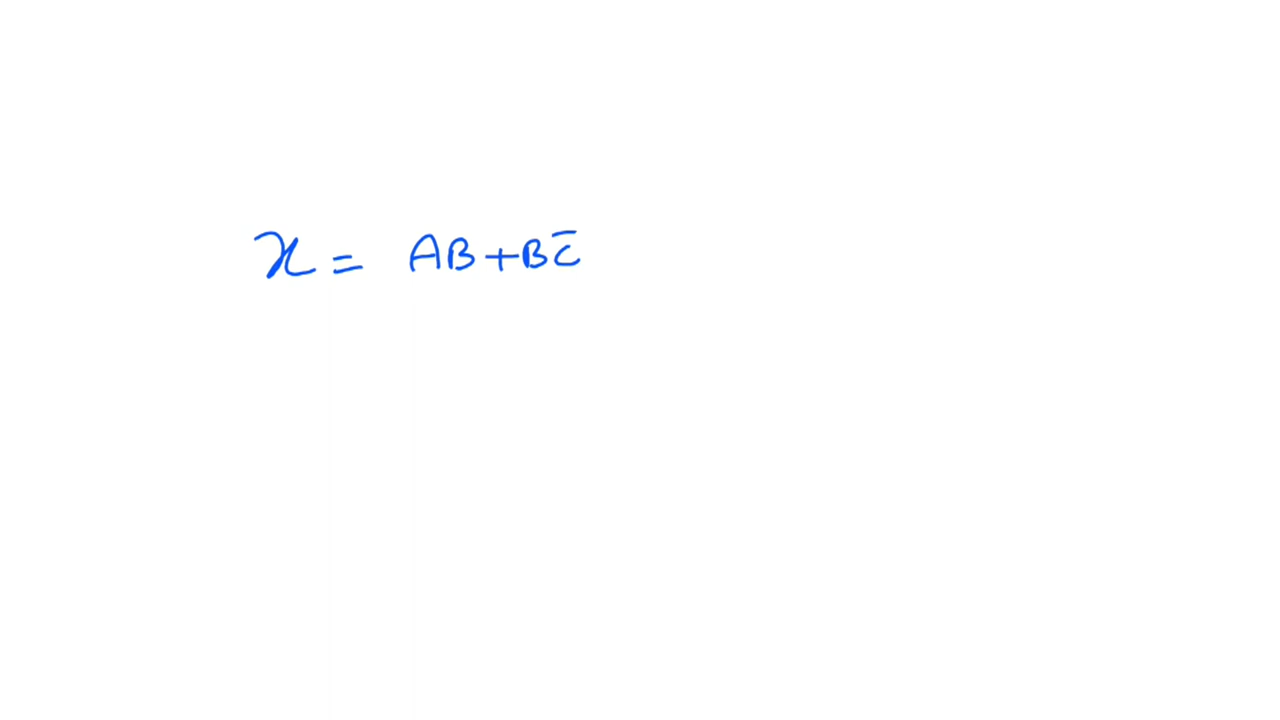 x = AB + BC̅